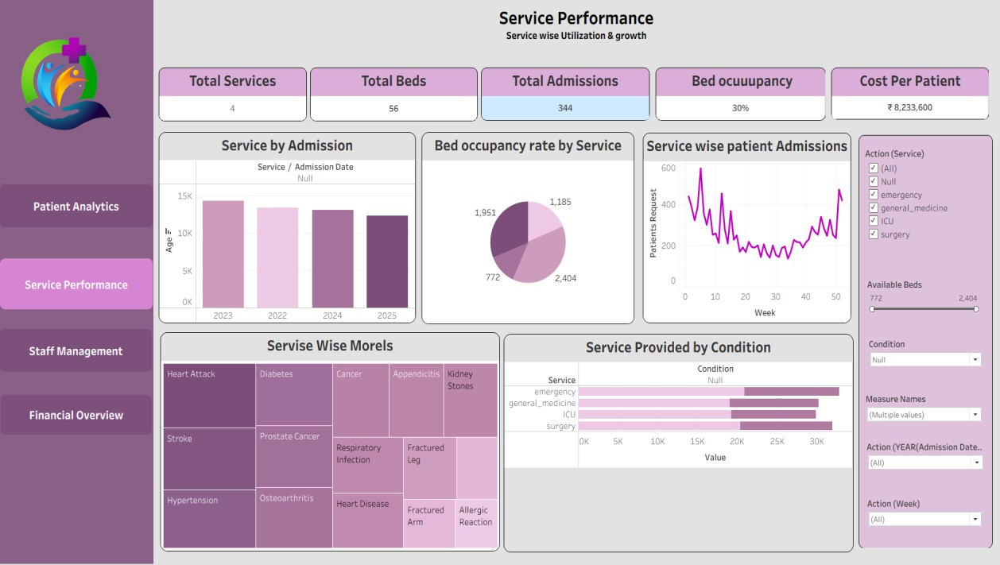 Service Performance
Service wise Utilization & growth
Total Services
4
Total Beds
56
Total Admissions
344
Bed ocuuupancy
30%
Cost Per Patient
₹ 8,233,600
Patient Analytics
Service Performance
Staff Management
Financial Overview
Service by Admission
Service / Admission Date
Null
Age
15K
10K
5K
0K
2023
2022
2024
2025
Bed occupancy rate by Service
1,951
1,185
772
2,404
Service wise patient Admissions
Patients Request
600
400
200
0
0
10
20
30
40
50
Week
Servise Wise Morels
Heart Attack
Stroke
Hypertension
Diabetes
Prostate Cancer
Osteoarthritis
Cancer
Appendicitis
Kidney
Stones
Respiratory
Infection
Heart Disease
Fractured
Leg
Fractured
Arm
Allergic
Reaction
Service Provided by Condition
Condition
Service
Null
emergency
general_medicine
ICU
surgery
0K
5K
10K
15K
20K
25K
30K
Value
Action (Service)
(All)
Null
emergency
general_medicine
ICU
surgery
Available Beds
772
2,404
Condition
Null
Measure Names
(Multiple values)
Action (YEAR(Admission Date..
(All)
Action (Week)
(All)